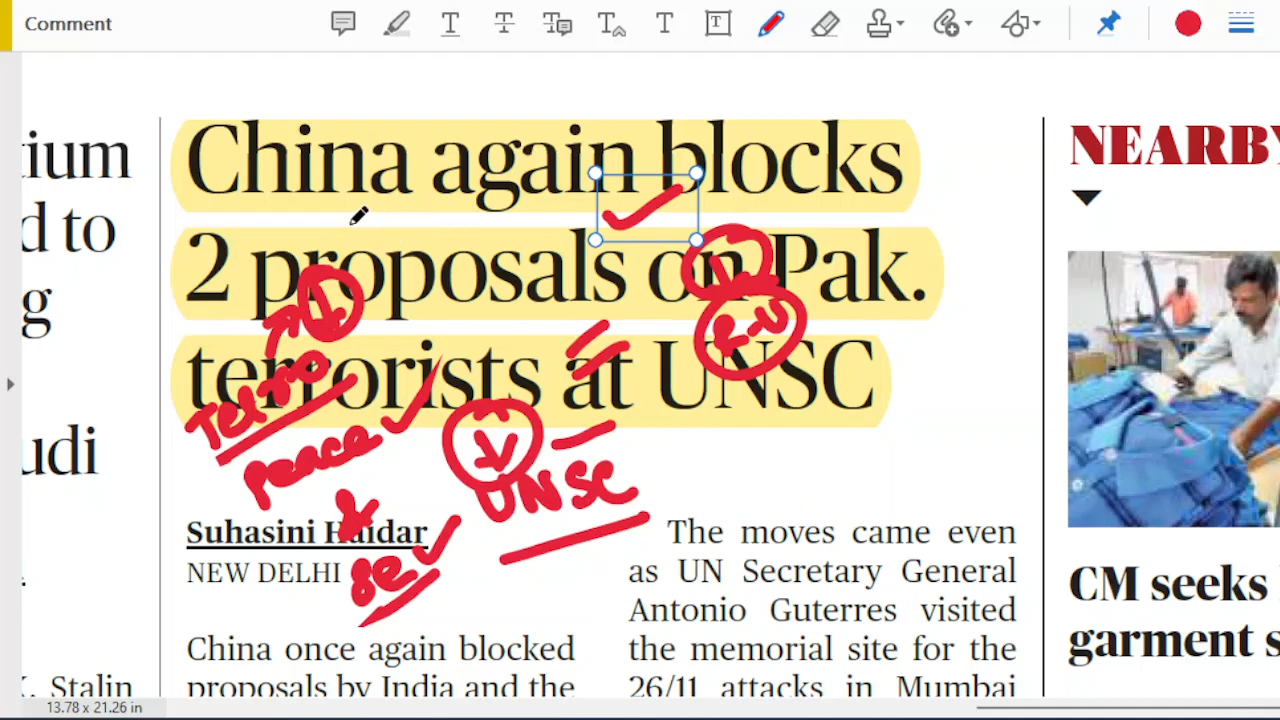 Comment
tium
d to
g
udi
K. Stalin
China again blocks
2 proposals on Pak.
terrorists at UNSC
Terro
Peace
&
Se
UNSC
Suhasini Haidar
NEW DELHI
China once again blocked
proposals by India and the
The moves came even
as UN Secretary General
Antonio Guterres visited
the memorial site for the
26/11 attacks in Mumbai
NEARBY
CM seeks
garment s
13.78 x 21.26 in